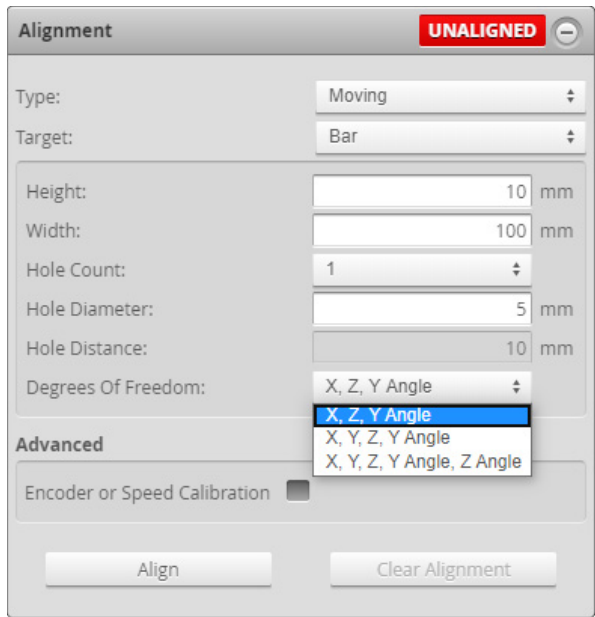 Alignment UNALIGNED
Type: Moving
Target: Bar
Height: 10 mm
Width: 100 mm
Hole Count: 1
Hole Diameter: 5 mm
Hole Distance: 10 mm
Degrees Of Freedom: X, Z, Y Angle
X, Z, Y Angle
X, Y, Z, Y Angle
X, Y, Z, Y Angle, Z Angle
Advanced
Encoder or Speed Calibration
Align Clear Alignment